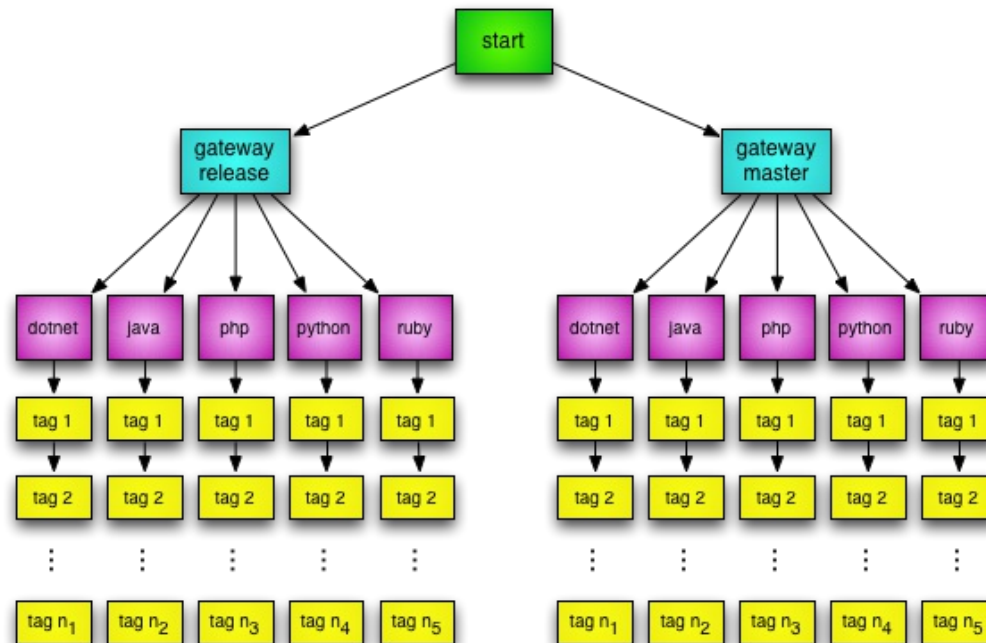 start
gateway
release
gateway
master
dotnet java php python ruby dotnet java php python ruby
tag 1 tag 1 tag 1 tag 1 tag 1 tag 1 tag 1 tag 1 tag 1 tag 1
tag 2 tag 2 tag 2 tag 2 tag 2 tag 2 tag 2 tag 2 tag 2 tag 2
⋮ ⋮ ⋮ ⋮ ⋮ ⋮ ⋮ ⋮ ⋮ ⋮
tag n₁ tag n₂ tag n₃ tag n₄ tag n₅ tag n₁ tag n₂ tag n₃ tag n₄ tag n₅